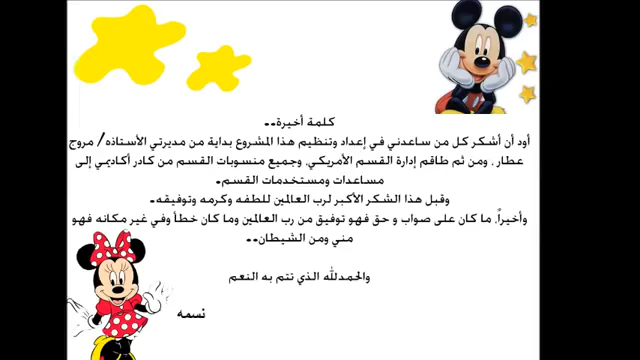 كلمة أخيرة..
أود أن أشكر كل من ساعدني في إعداد وتنظيم هذا المشروع بداية من مديرتي الأستاذه/ مروج
عطار ، ومن ثم طاقم إدارة القسم الأمريكي، وجميع منسوبات القسم من كادر أكاديمي إلى
مساعدات ومستخدمات القسم.
وقبل هذا الشكر الأكبر لرب العالمين للطفه وكرمه وتوفيقه.
وأخيراً، ما كان على صواب و حق فهو توفيق من رب العالمين وما كان خطأ وفي غير مكانه فهو
مني ومن الشيطان..
والحمدلله الذي تتم به النعم
نسمه